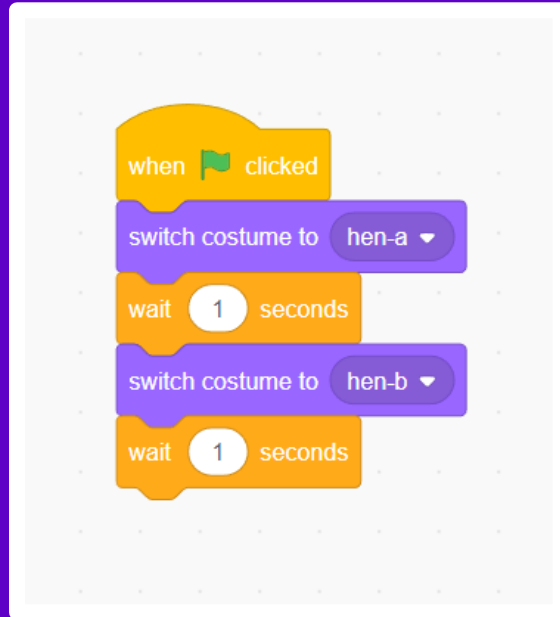 when clicked
switch costume to hen-a
wait 1 seconds
switch costume to hen-b
wait 1 seconds